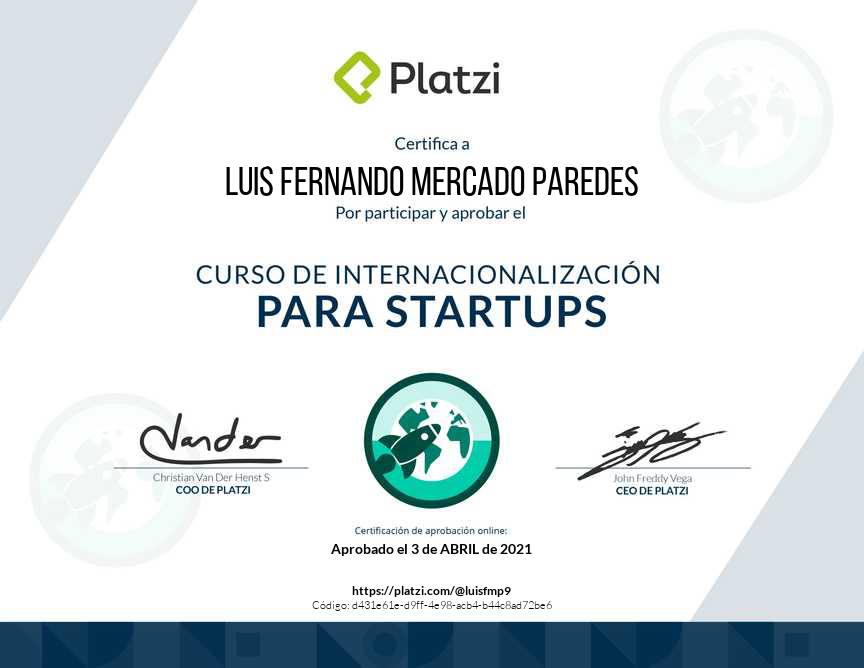 Platzi
Certifica a
LUIS FERNANDO MERCADO PAREDES
Por participar y aprobar el
CURSO DE INTERNACIONALIZACIÓN
PARA STARTUPS
Vander
Christian Van Der Henst S
COO DE PLATZI
John Freddy Vega
CEO DE PLATZI
Certificación de aprobación online:
Aprobado el 3 de ABRIL de 2021
https://platzi.com/@luisfmp9
Código: d431e61e-d9ff-4e98-acb4-b44c8ad72be6